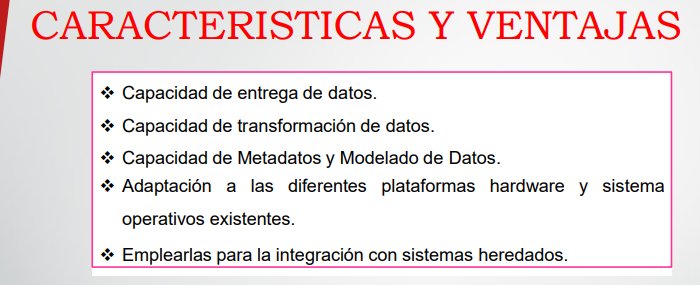 CARACTERISTICAS Y VENTAJAS
❖ Capacidad de entrega de datos.
❖ Capacidad de transformación de datos.
❖ Capacidad de Metadatos y Modelado de Datos.
❖ Adaptación a las diferentes plataformas hardware y sistema
operativos existentes.
❖ Emplearlas para la integración con sistemas heredados.